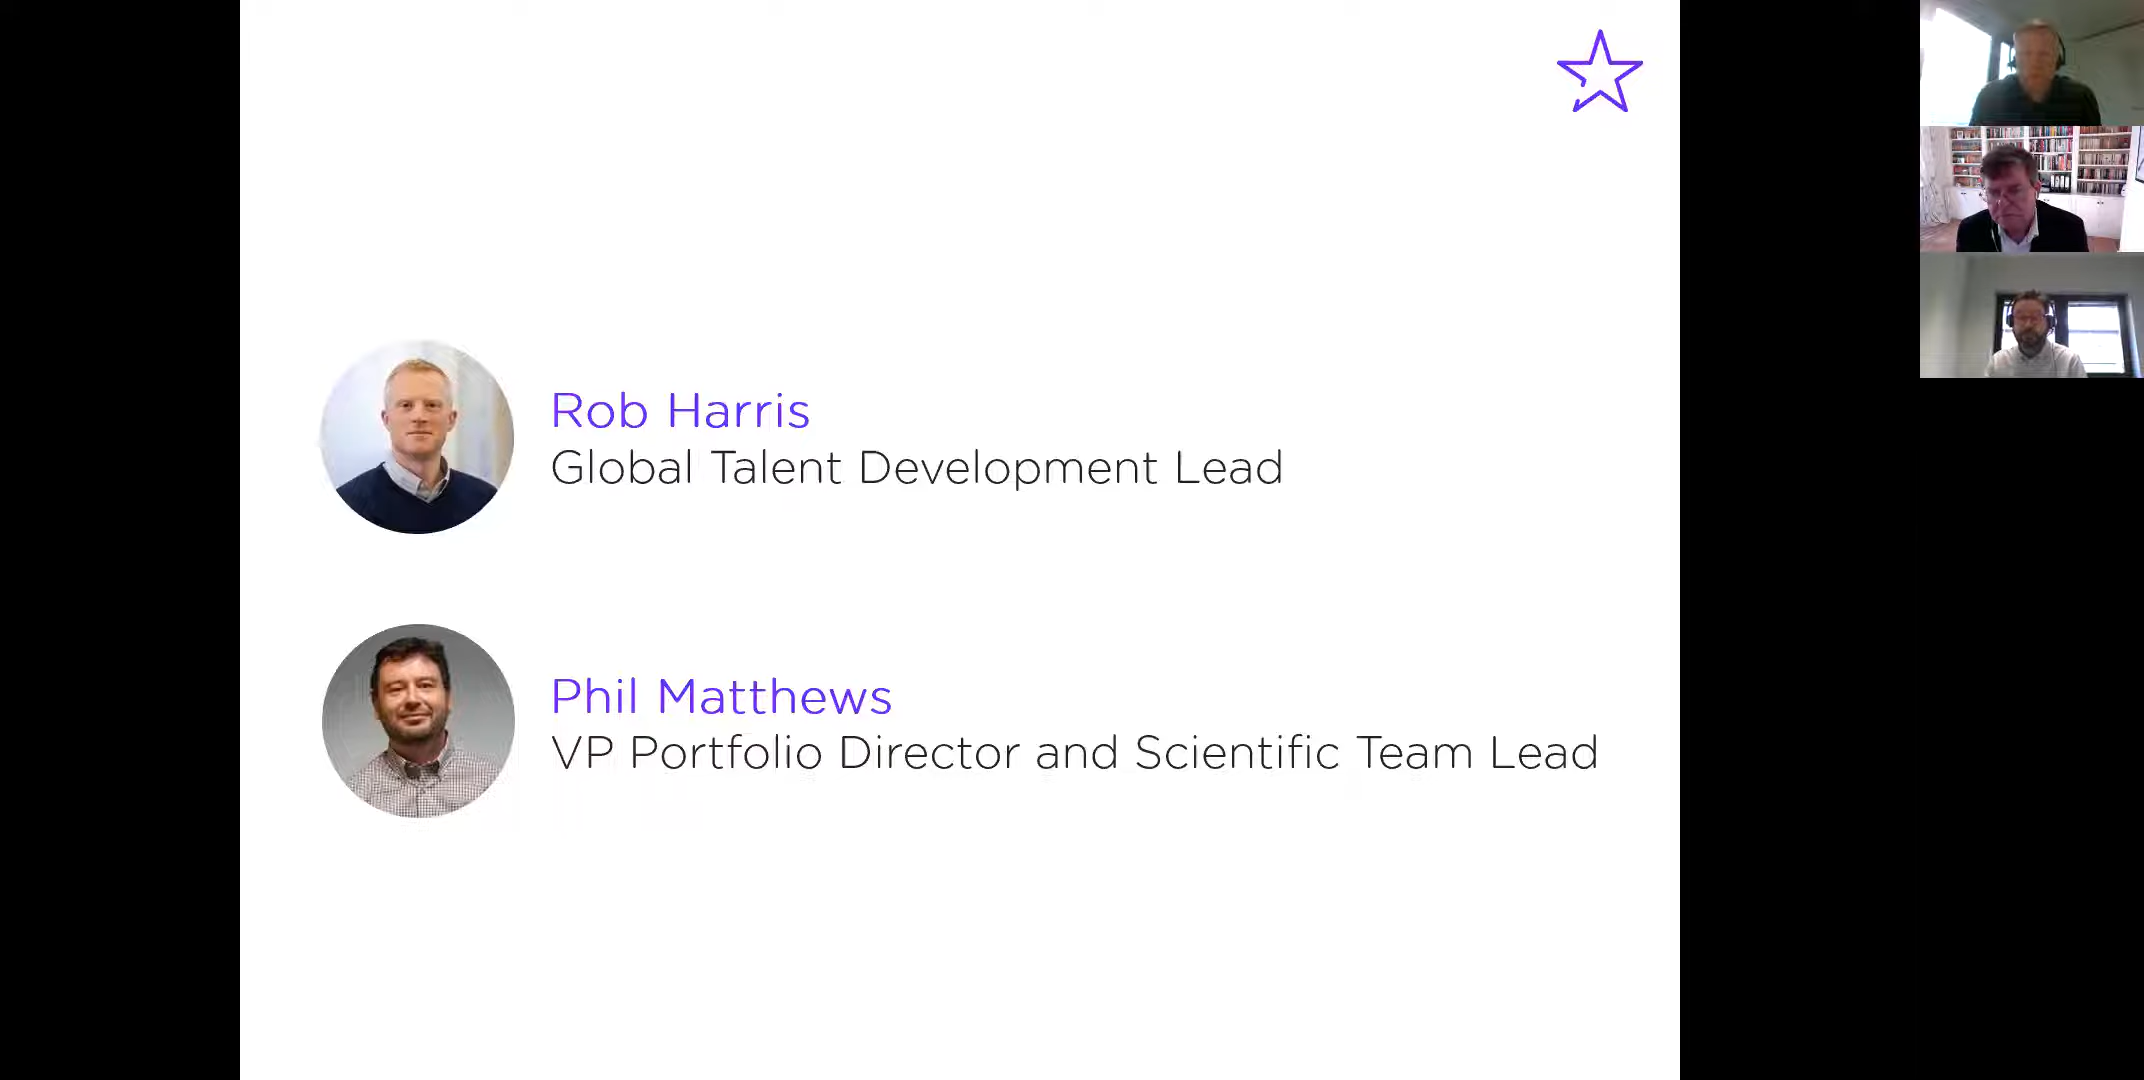 Rob Harris
Global Talent Development Lead
Phil Matthews
VP Portfolio Director and Scientific Team Lead